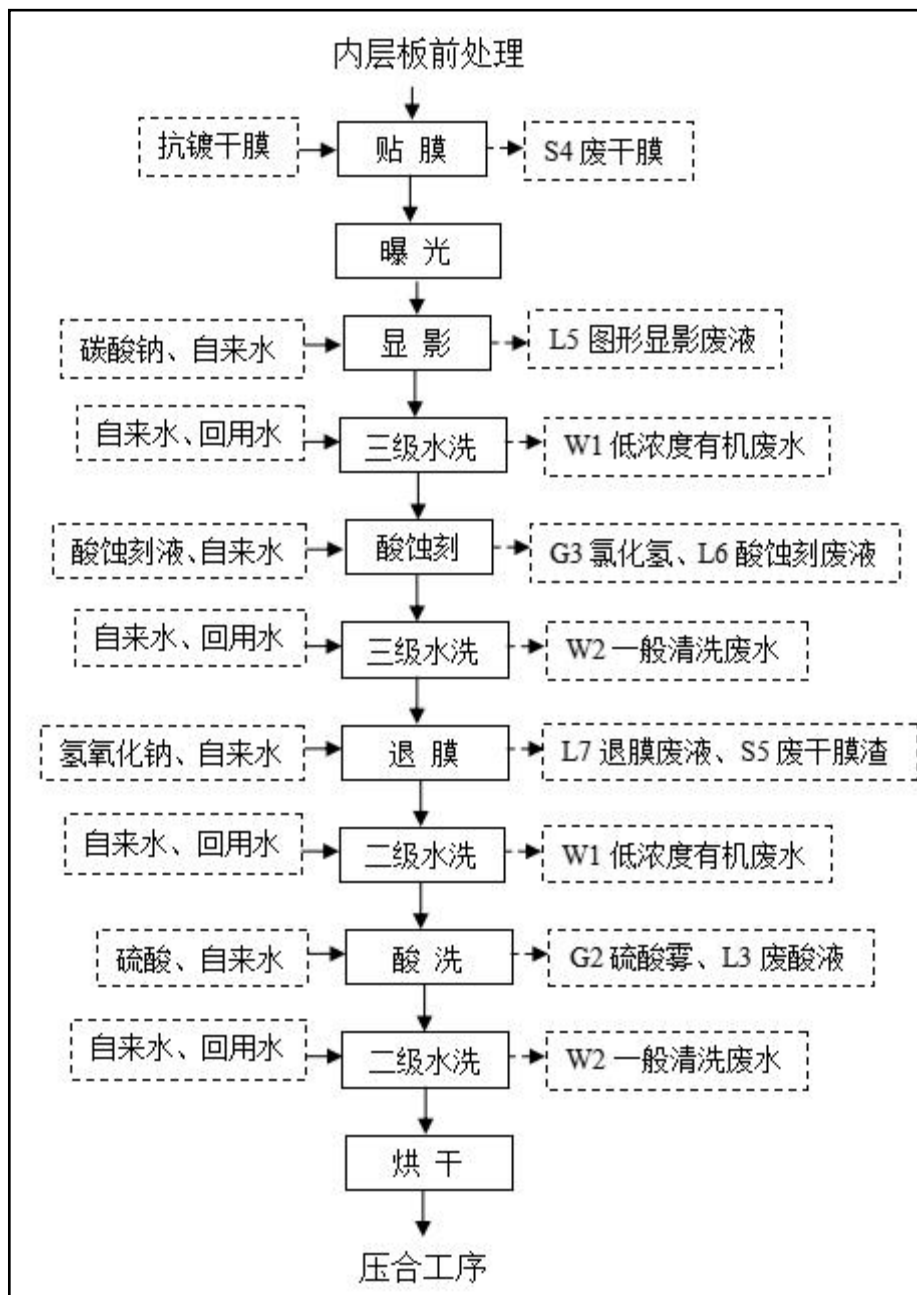 内层板前处理
抗镀干膜
贴 膜
S4 废干膜
曝 光
碳酸钠、自来水
显 影
L5 图形显影废液
自来水、回用水
三级水洗
W1 低浓度有机废水
酸蚀刻液、自来水
酸蚀刻
G3 氯化氢、L6 酸蚀刻废液
自来水、回用水
三级水洗
W2 一般清洗废水
氢氧化钠、自来水
退 膜
L7 退膜废液、S5 废干膜渣
自来水、回用水
二级水洗
W1 低浓度有机废水
硫酸、自来水
酸 洗
G2 硫酸雾、L3 废酸液
自来水、回用水
二级水洗
W2 一般清洗废水
烘 干
压合工序